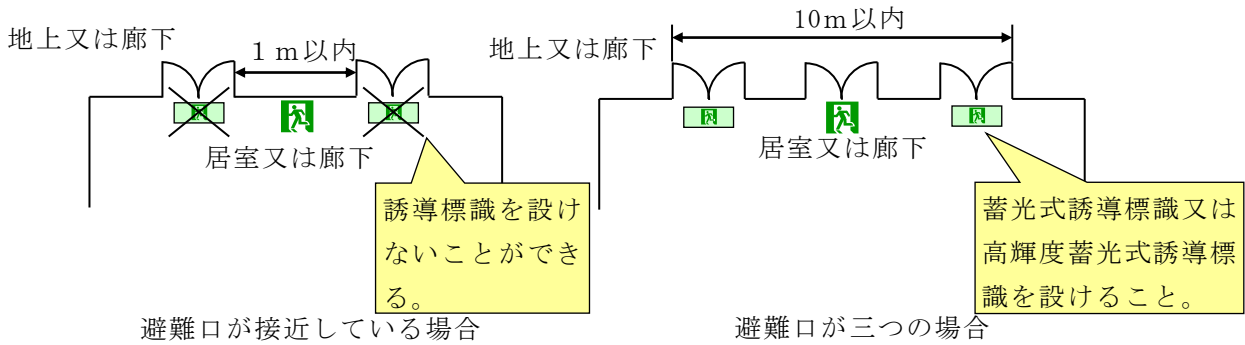 地上又は廊下
1m以内
居室又は廊下
誘導標識を設け
ないことができ
る。
避難口が接近している場合
地上又は廊下
10m以内
居室又は廊下
蓄光式誘導標識又は
高輝度蓄光式誘導標
識を設けること。
避難口が三つの場合